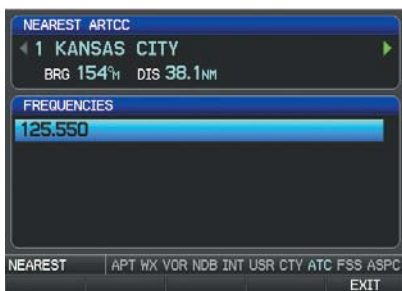 NEAREST ARTCC
1 KANSAS CITY
BRG 154°M DIS 38.1NM
FREQUENCIES
125.550
NEAREST APT WX VOR NDB INT USR CTY ATC FSS ASPC
EXIT